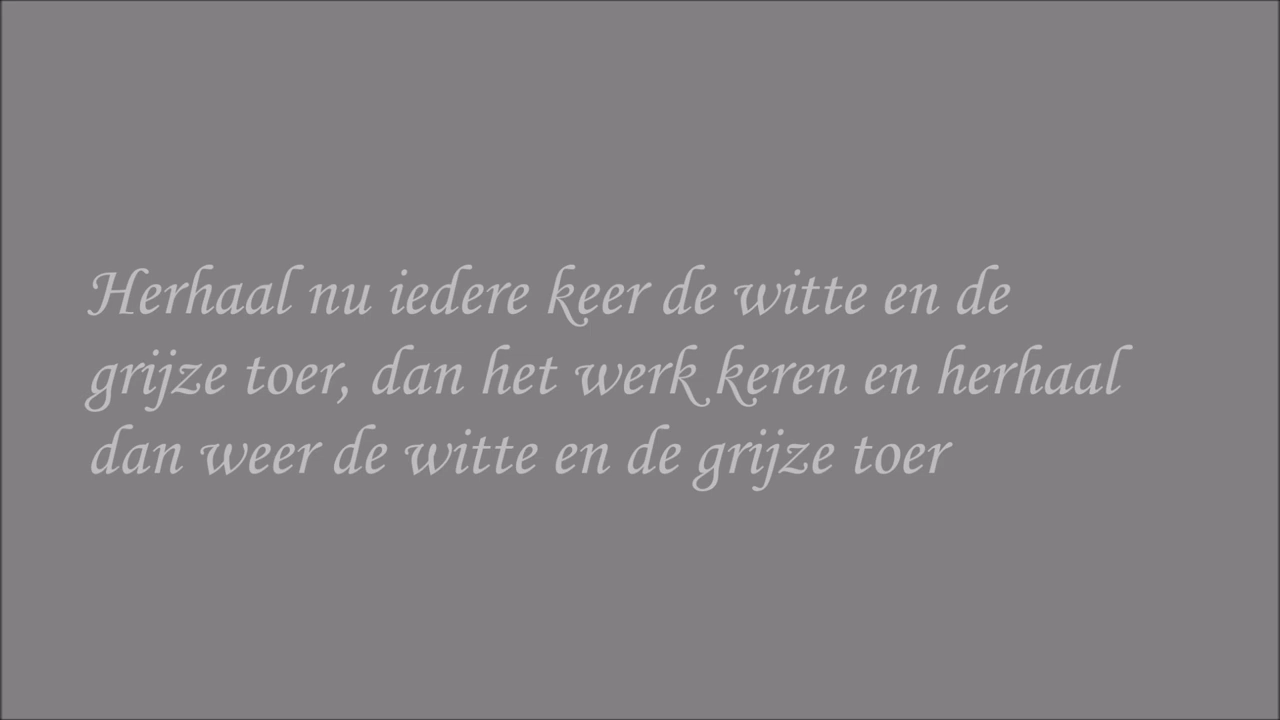 Herhaal nu iedere keer de witte en de
grijze toer, dan het werk keren en herhaal
dan weer de witte en de grijze toer